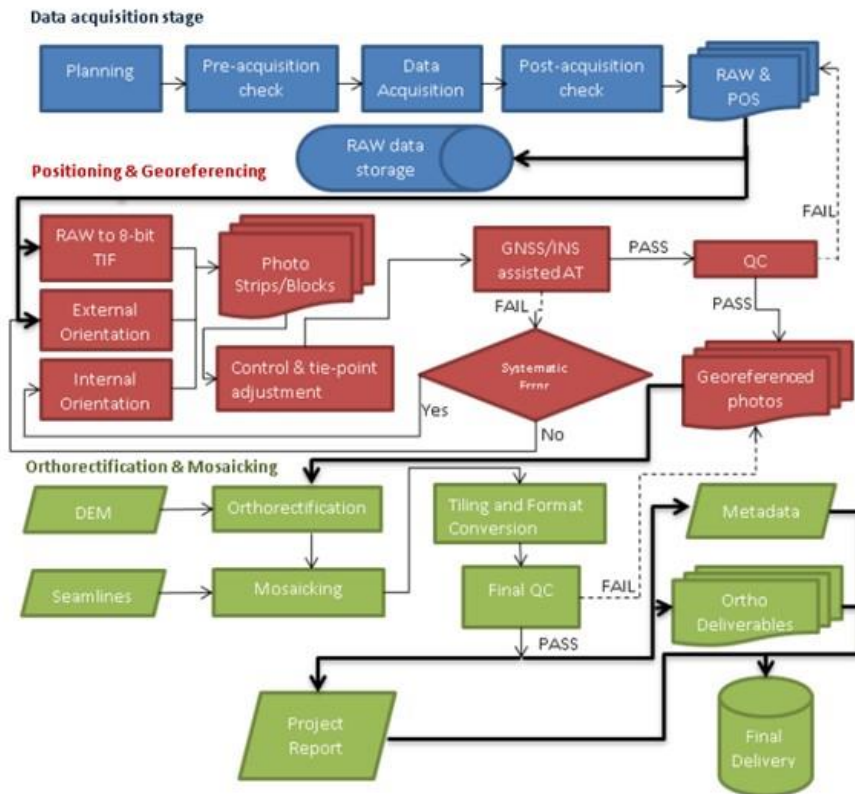 Data acquisition stage
Planning
Pre-acquisition
check
Data
Acquisition
Post-acquisition
check
RAW &
POS
RAW data
storage
Positioning & Georeferencing
FAIL
RAW to 8-bit
TIF
Photo
Strips/Blocks
GNSS/INS
assisted AT
PASS
QC
FAIL
PASS
External
Orientation
Internal
Orientation
Control & tie-point
adjustment
Systematic
Error
Georeferenced
photos
Yes
No
Orthorectification & Mosaicking
DEM
Orthorectification
Tiling and Format
Conversion
Metadata
Seamlines
Mosaicking
Final QC
FAIL
Ortho
Deliverables
PASS
Project
Report
Final
Delivery